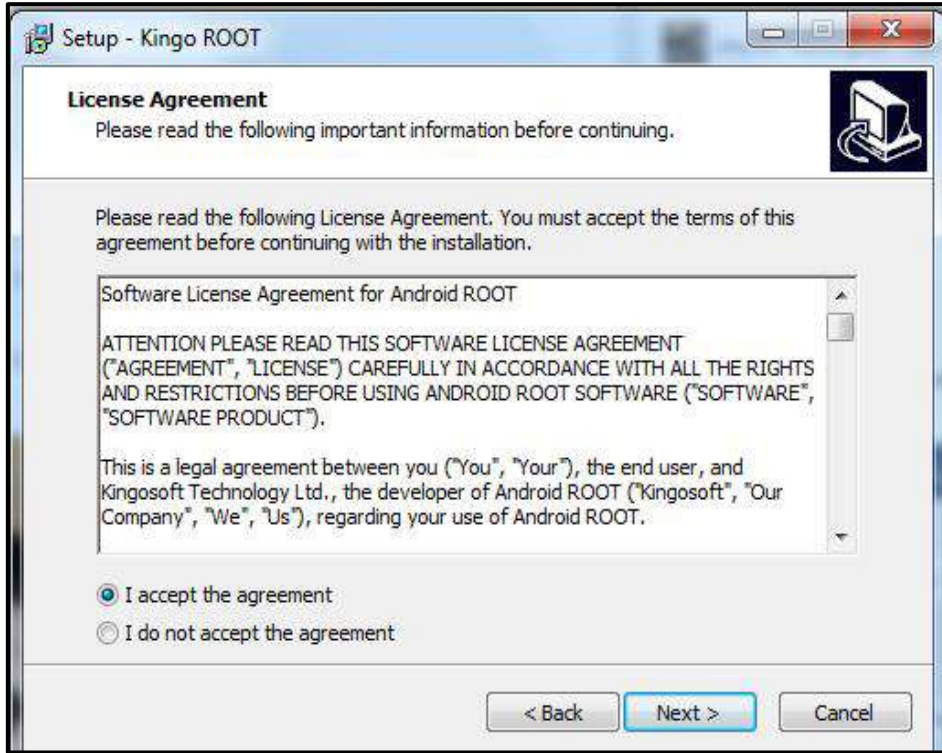 Setup - Kingo ROOT
License Agreement
Please read the following important information before continuing.
Please read the following License Agreement. You must accept the terms of this
agreement before continuing with the installation.
Software License Agreement for Android ROOT
ATTENTION PLEASE READ THIS SOFTWARE LICENSE AGREEMENT
("AGREEMENT", "LICENSE") CAREFULLY IN ACCORDANCE WITH ALL THE RIGHTS
AND RESTRICTIONS BEFORE USING ANDROID ROOT SOFTWARE ("SOFTWARE",
"SOFTWARE PRODUCT").
This is a legal agreement between you ("You", "Your"), the end user, and
Kingosoft Technology Ltd., the developer of Android ROOT ("Kingosoft", "Our
Company", "We", "Us"), regarding your use of Android ROOT.
I accept the agreement
I do not accept the agreement
< Back Next > Cancel